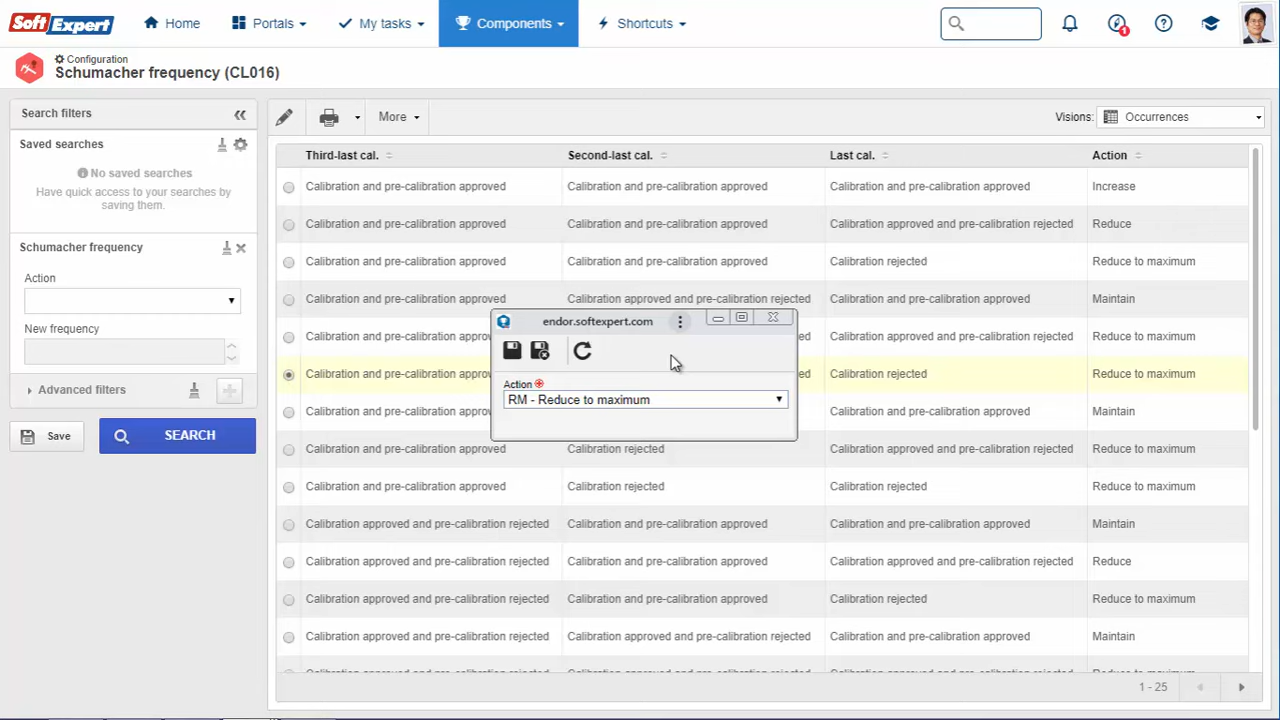 SoftExpert Home Portals My tasks Components Shortcuts 1
Configuration
Schumacher frequency (CL016)
Search filters
Saved searches
No saved searches
Have quick access to your searches by
saving them.
Schumacher frequency
Action
New frequency
Advanced filters
Save SEARCH
More Visions: Occurrences
Third-last cal. Second-last cal. Last cal. Action
Calibration and pre-calibration approved Calibration and pre-calibration approved Calibration and pre-calibration approved Increase
Calibration and pre-calibration approved Calibration and pre-calibration approved Calibration approved and pre-calibration rejected Reduce
Calibration and pre-calibration approved Calibration and pre-calibration approved Calibration rejected Reduce to maximum
Calibration and pre-calibration approved Calibration approved and pre-calibration rejected Calibration and pre-calibration approved Maintain
Calibration and pre-calibration Calibration approved and pre-calibration rejected Reduce to maximum
Calibration and pre-calibration Calibration rejected Reduce to maximum
Calibration and pre-calibration Calibration and pre-calibration approved Maintain
Calibration and pre-calibration approved Calibration rejected Calibration approved and pre-calibration rejected Reduce to maximum
Calibration and pre-calibration approved Calibration rejected Calibration rejected Reduce to maximum
Calibration approved and pre-calibration rejected Calibration and pre-calibration approved Calibration and pre-calibration approved Maintain
Calibration approved and pre-calibration rejected Calibration and pre-calibration approved Calibration approved and pre-calibration rejected Reduce
Calibration approved and pre-calibration rejected Calibration and pre-calibration approved Calibration rejected Reduce to maximum
Calibration approved and pre-calibration rejected Calibration approved and pre-calibration rejected Calibration and pre-calibration approved Maintain
endor.softexpert.com
Action
RM - Reduce to maximum
1 - 25